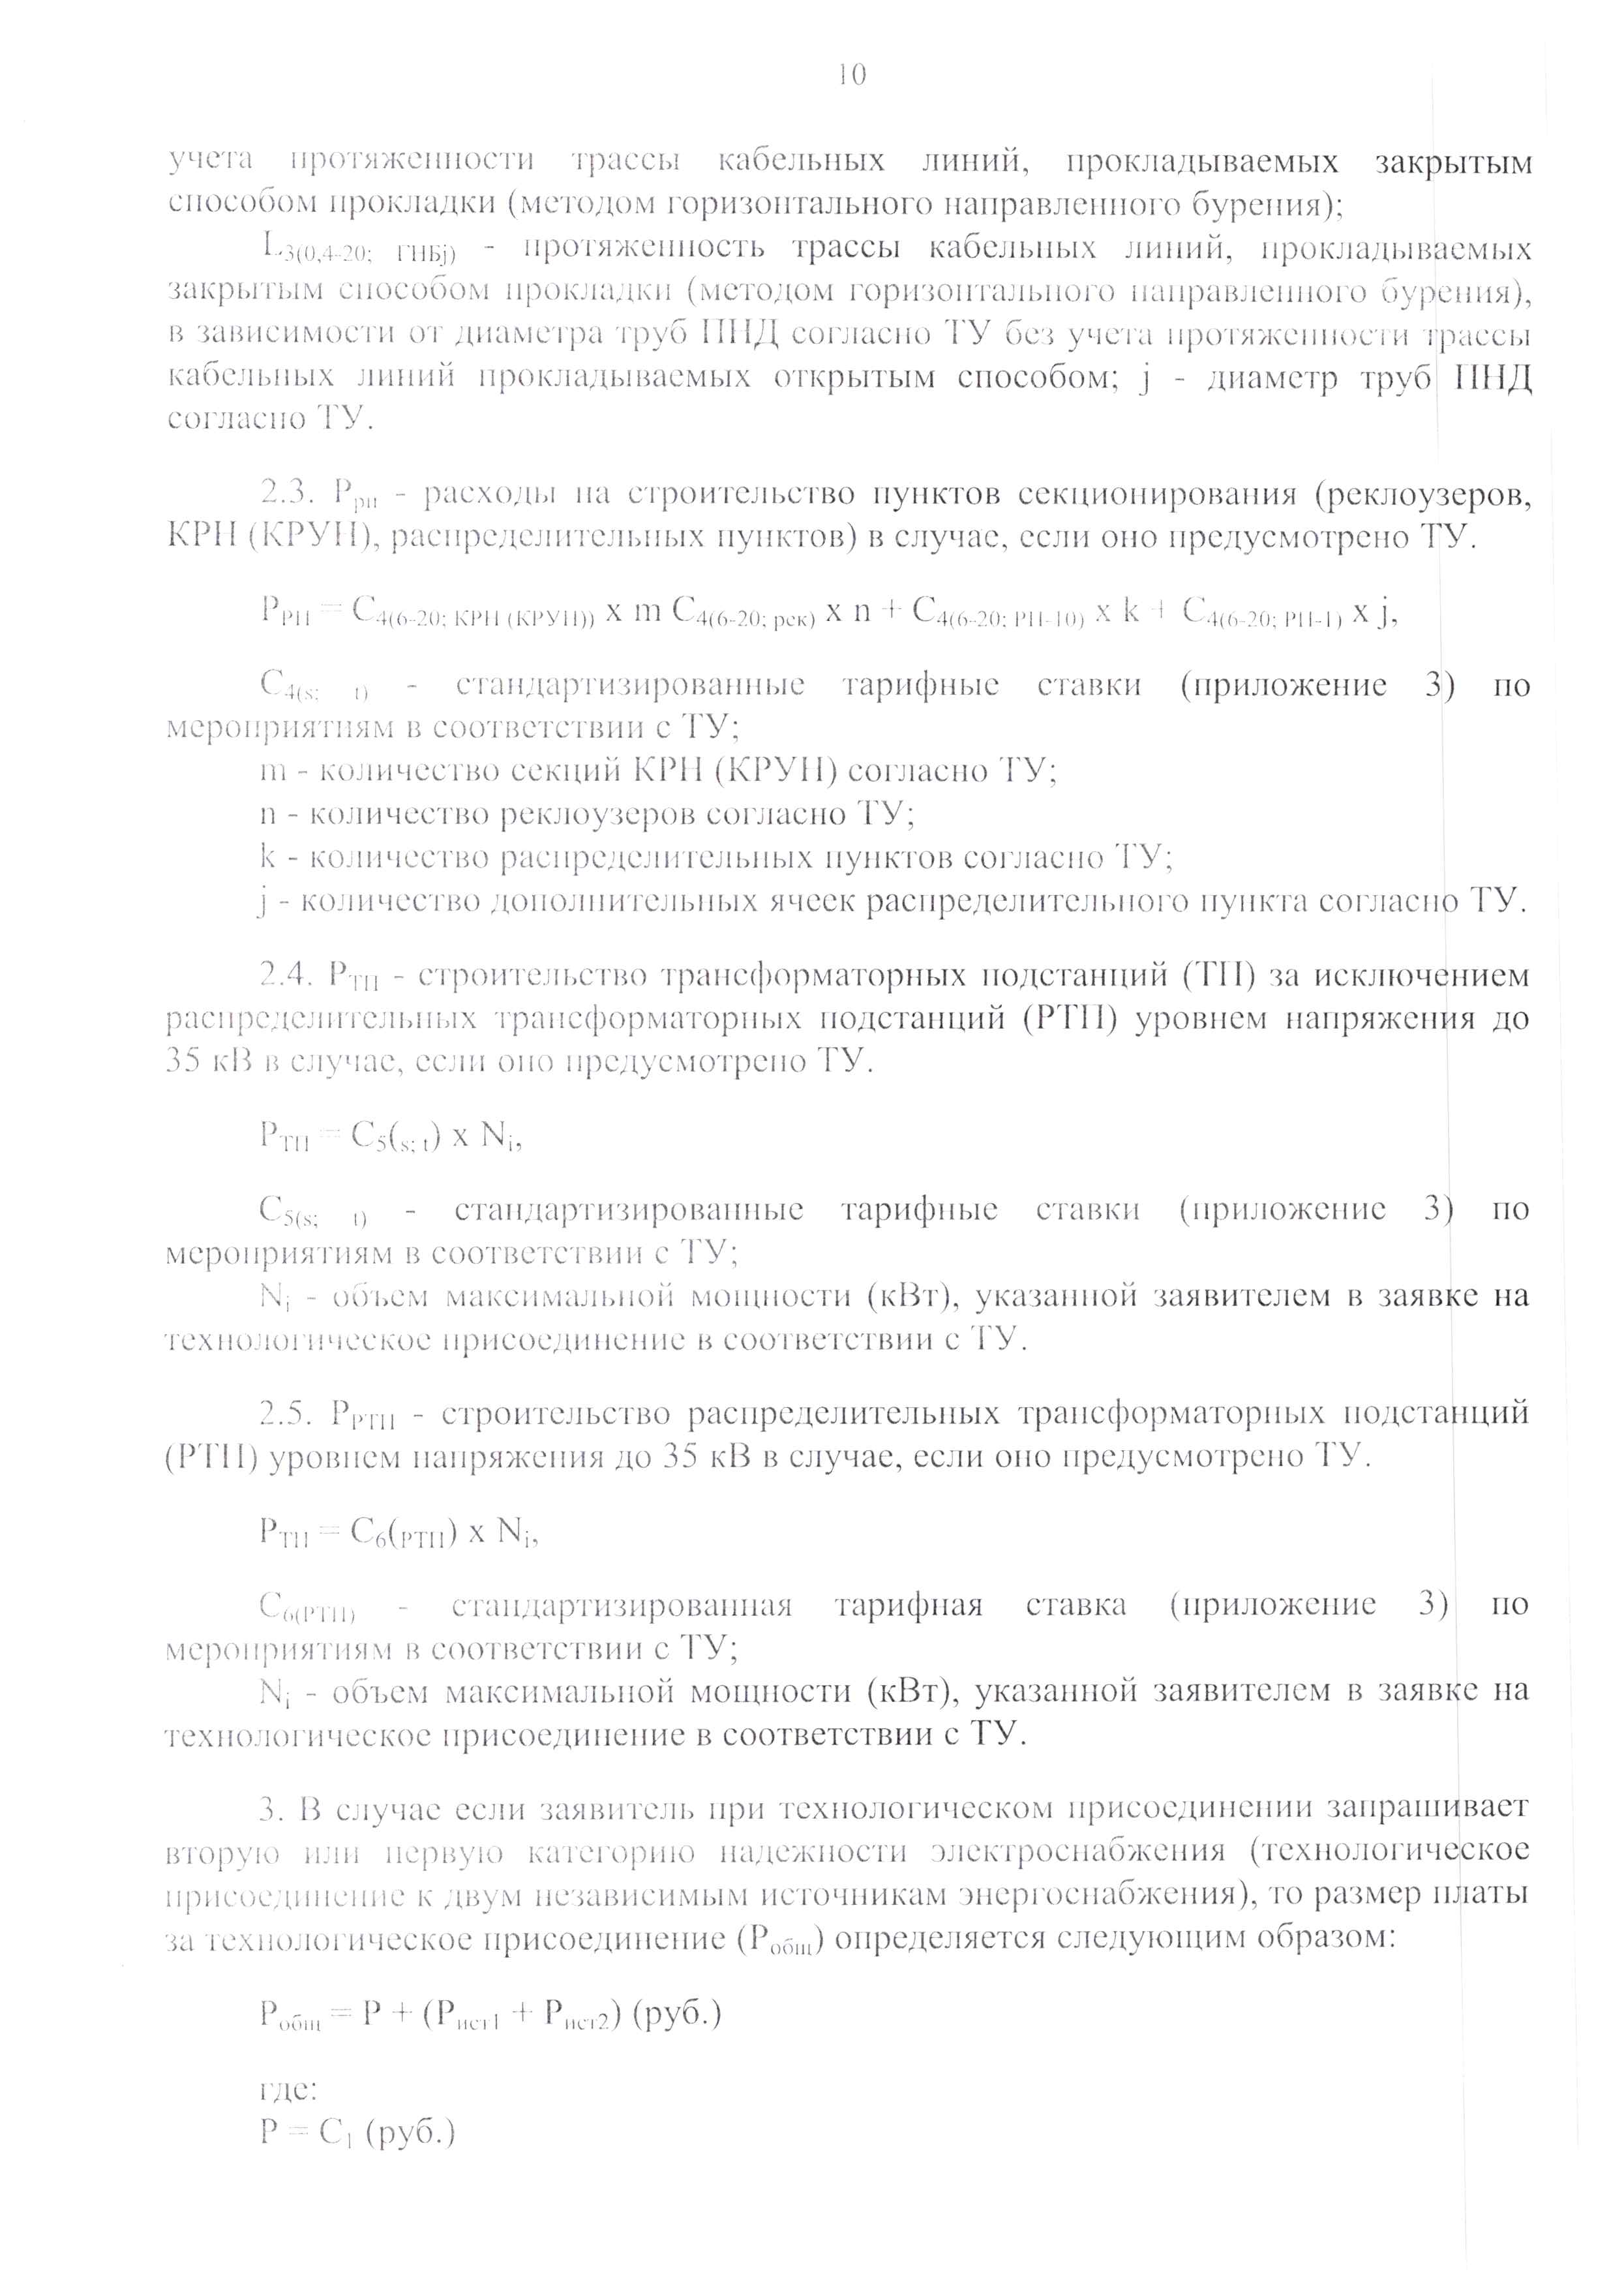 10
учета протяженности трассы кабельных линий, прокладываемых закрытым
способом прокладки (методом горизонтального направленного бурения);
L3(0,4-20; ГНБj) - протяженность трассы кабельных линий, прокладываемых
закрытым способом прокладки (методом горизонтального направленного бурения),
в зависимости от диаметра труб ПНД согласно ТУ без учета протяженности трассы
кабельных линий прокладываемых открытым способом; j - диаметр труб ПНД
согласно ТУ.
2.3. Pрп - расходы на строительство пунктов секционирования (реклоузеров,
КРН (КРУН), распределительных пунктов) в случае, если оно предусмотрено ТУ.
PРП = C4(6-20; КРН (КРУН)) x m C4(6-20; рек) x n + C4(6-20; РП-10) x k + C4(6-20; РП-1) x j,
C4(s; t) - стандартизированные тарифные ставки (приложение 3) по
мероприятиям в соответствии с ТУ;
m - количество секций КРН (КРУН) согласно ТУ;
n - количество реклоузеров согласно ТУ;
k - количество распределительных пунктов согласно ТУ;
j - количество дополнительных ячеек распределительного пункта согласно ТУ.
2.4. PТП - строительство трансформаторных подстанций (ТП) за исключением
распределительных трансформаторных подстанций (РТП) уровнем напряжения до
35 кВ в случае, если оно предусмотрено ТУ.
PТП = C5(s; t) x Ni,
C5(s; t) - стандартизированные тарифные ставки (приложение 3) по
мероприятиям в соответствии с ТУ;
Ni - объем максимальной мощности (кВт), указанной заявителем в заявке на
технологическое присоединение в соответствии с ТУ.
2.5. PРТП - строительство распределительных трансформаторных подстанций
(РТП) уровнем напряжения до 35 кВ в случае, если оно предусмотрено ТУ.
PТП = C6(РТП) x Ni,
C6(РТП) - стандартизированная тарифная ставка (приложение 3) по
мероприятиям в соответствии с ТУ;
Ni - объем максимальной мощности (кВт), указанной заявителем в заявке на
технологическое присоединение в соответствии с ТУ.
3. В случае если заявитель при технологическом присоединении запрашивает
вторую или первую категорию надежности электроснабжения (технологическое
присоединение к двум независимым источникам энергоснабжения), то размер платы
за технологическое присоединение (Pобщ) определяется следующим образом:
Pобщ = P + (Pист1 + Pист2) (руб.)
где:
P = C1 (руб.)